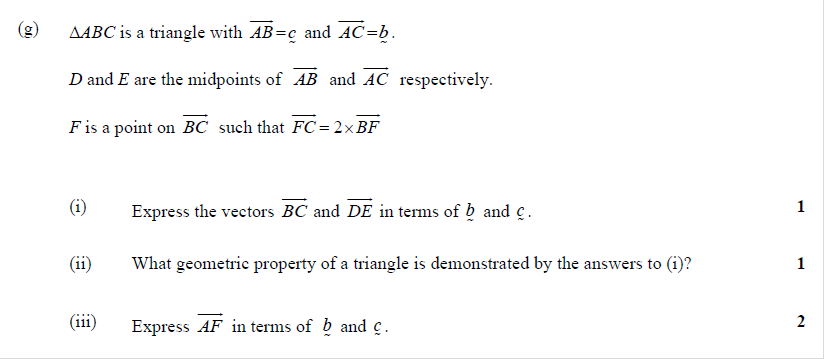 (g) ΔABC is a triangle with $\overrightarrow{AB}=\underset{\sim}{c}$ and $\overrightarrow{AC}=\underset{\sim}{b}$.
D and E are the midpoints of $\overrightarrow{AB}$ and $\overrightarrow{AC}$ respectively.
F is a point on $\overrightarrow{BC}$ such that $\overrightarrow{FC}=2\times\overrightarrow{BF}$
(i) Express the vectors $\overrightarrow{BC}$ and $\overrightarrow{DE}$ in terms of $\underset{\sim}{b}$ and $\underset{\sim}{c}$. 1
(ii) What geometric property of a triangle is demonstrated by the answers to (i)? 1
(iii) Express $\overrightarrow{AF}$ in terms of $\underset{\sim}{b}$ and $\underset{\sim}{c}$. 2